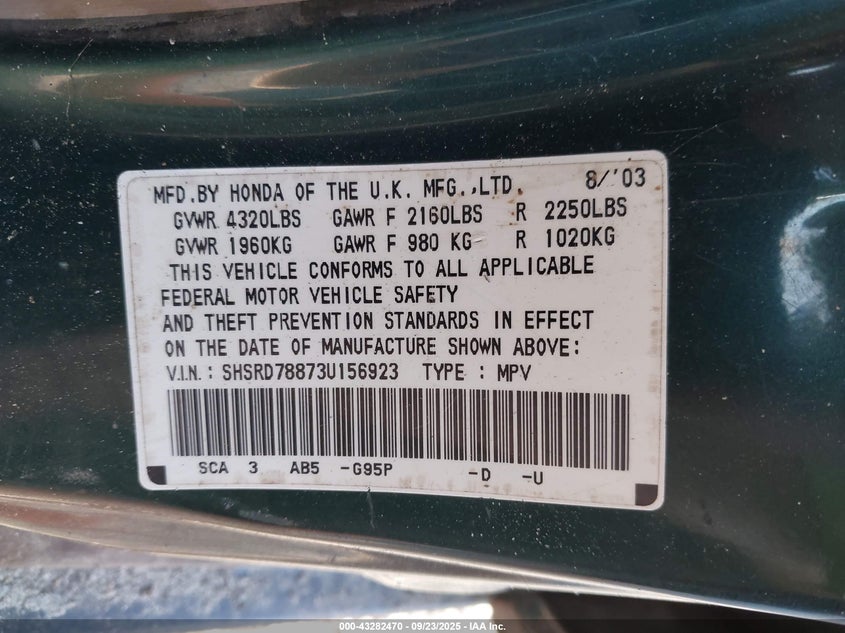 MFD.BY HONDA OF THE U.K. MFG.,LTD. 8/'03
GVWR 4320LBS GAWR F 2160LBS R 2250LBS
GVWR 1960KG GAWR F 980 KG R 1020KG
THIS VEHICLE CONFORMS TO ALL APPLICABLE
FEDERAL MOTOR VEHICLE SAFETY
AND THEFT PREVENTION STANDARDS IN EFFECT
ON THE DATE OF MANUFACTURE SHOWN ABOVE:
V.I.N.: SHSRD78873U156923 TYPE : MPV
SCA 3 AB5 -G95P -D -U
000-43282470 - 09/23/2025 - IAA Inc.